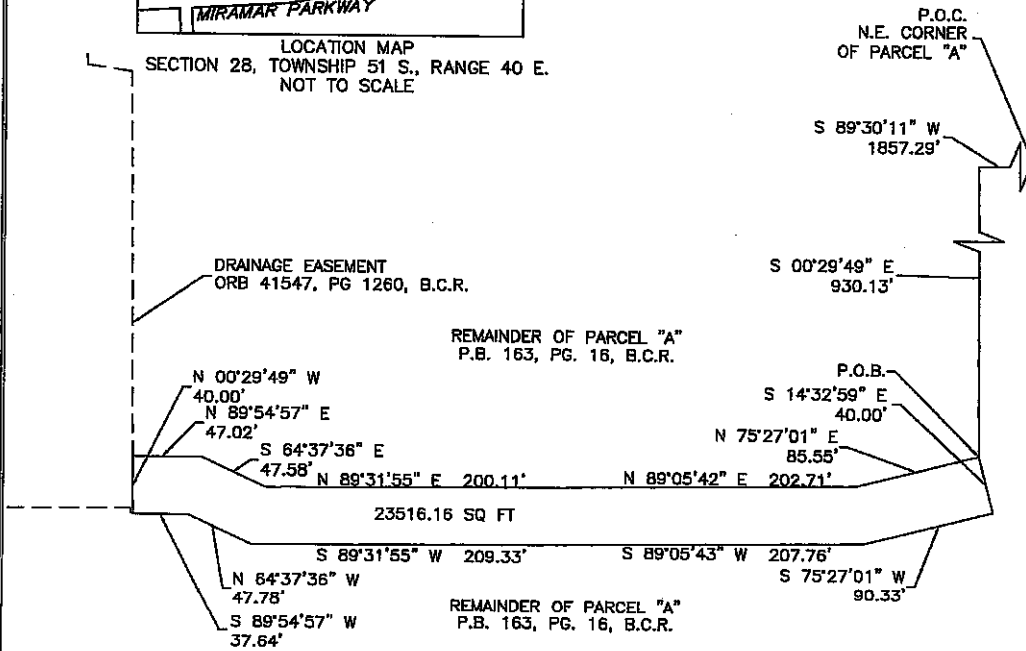 MIRAMAR PARKWAY
LOCATION MAP
SECTION 28, TOWNSHIP 51 S., RANGE 40 E.
NOT TO SCALE
P.O.C.
N.E. CORNER
OF PARCEL "A"
S 89°30'11" W
1857.29'
DRAINAGE EASEMENT
ORB 41547, PG 1260, B.C.R.
S 00°29'49" E
930.13'
REMAINDER OF PARCEL "A"
P.B. 163, PG. 16, B.C.R.
P.O.B.
N 00°29'49" W
40.00'
S 14°32'59" E
40.00'
N 89°54'57" E
47.02'
N 75°27'01" E
85.55'
S 64°37'36" E
47.58'
N 89°31'55" E 200.11'
N 89°05'42" E 202.71'
23516.16 SQ FT
S 89°31'55" W 209.33'
S 89°05'43" W 207.76'
N 64°37'36" W
47.78'
S 75°27'01" W
90.33'
S 89°54'57" W
37.64'
REMAINDER OF PARCEL "A"
P.B. 163, PG. 16, B.C.R.